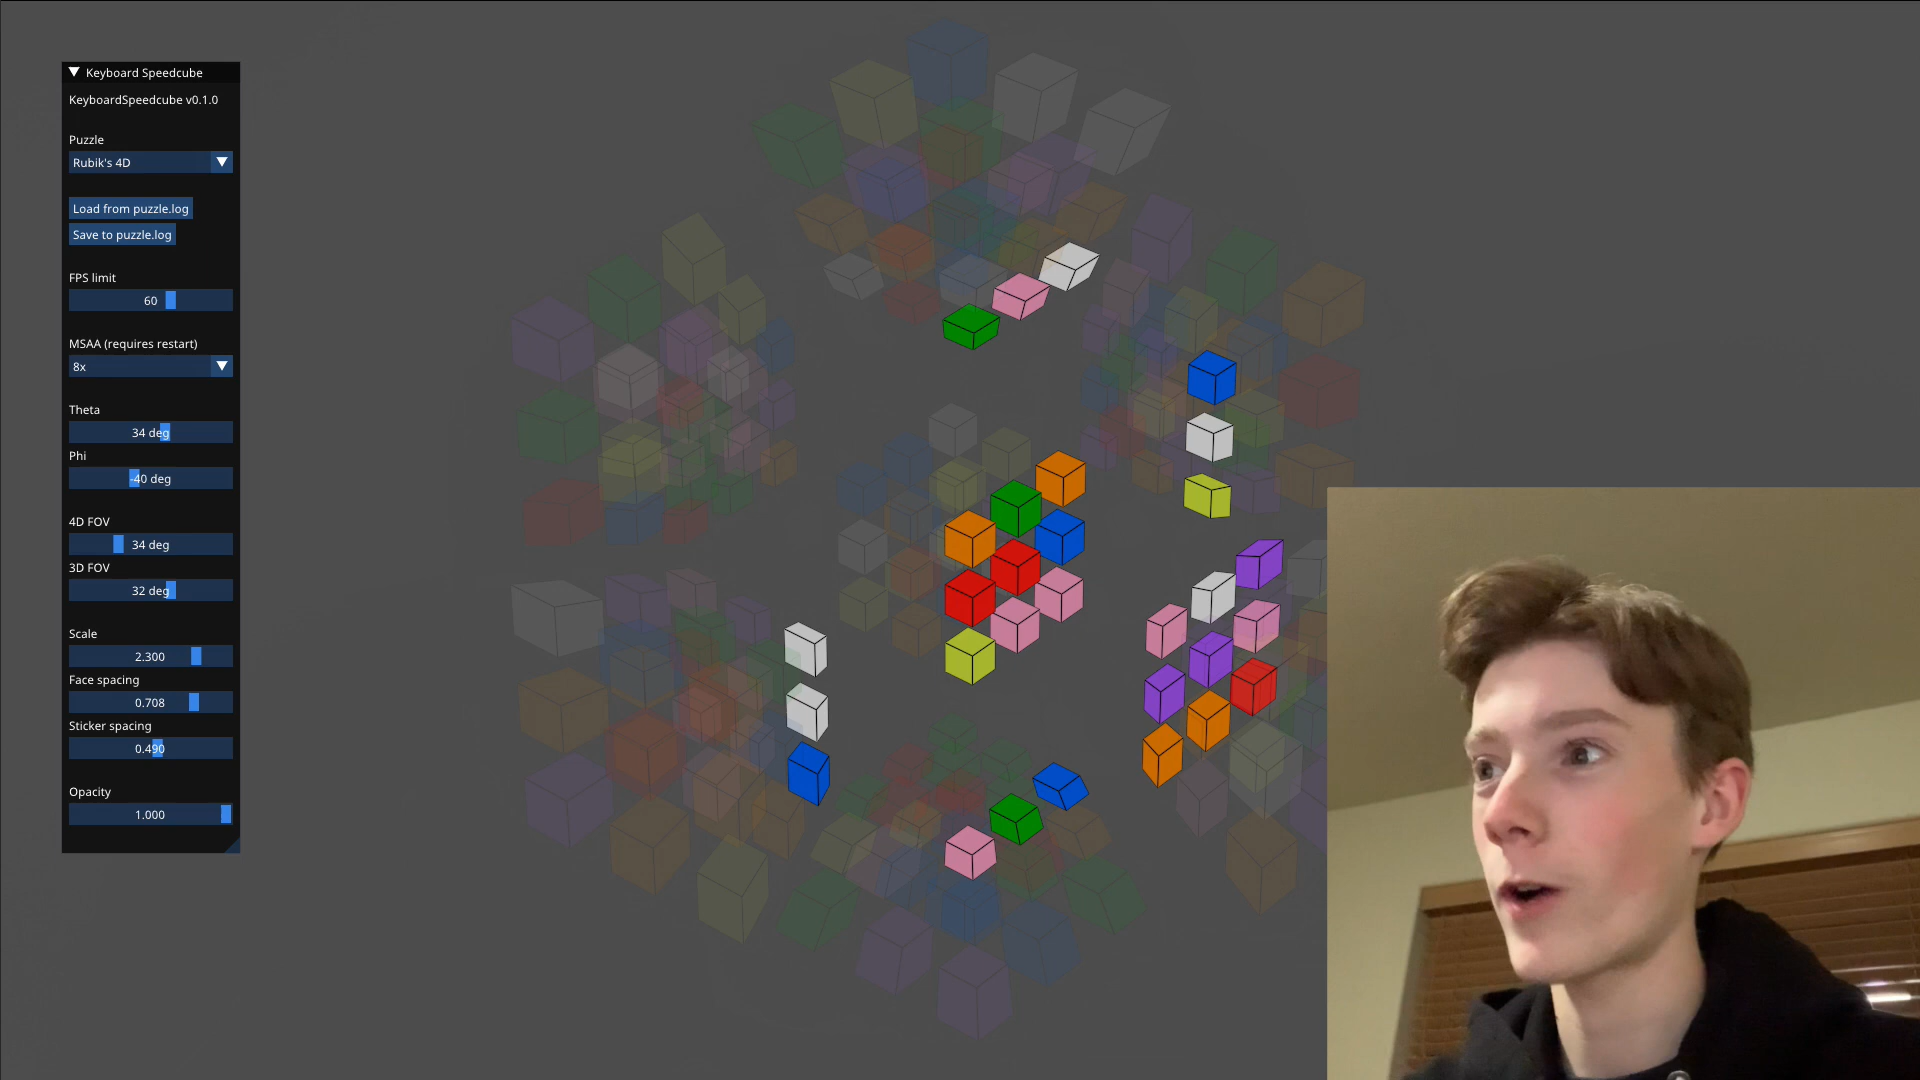 Keyboard Speedcube
KeyboardSpeedcube v0.1.0
Puzzle
Rubik's 4D
Load from puzzle.log
Save to puzzle.log
FPS limit
60
MSAA (requires restart)
8x
Theta
34 deg
Phi
-40 deg
4D FOV
34 deg
3D FOV
32 deg
Scale
2.300
Face spacing
0.708
Sticker spacing
0.490
Opacity
1.000